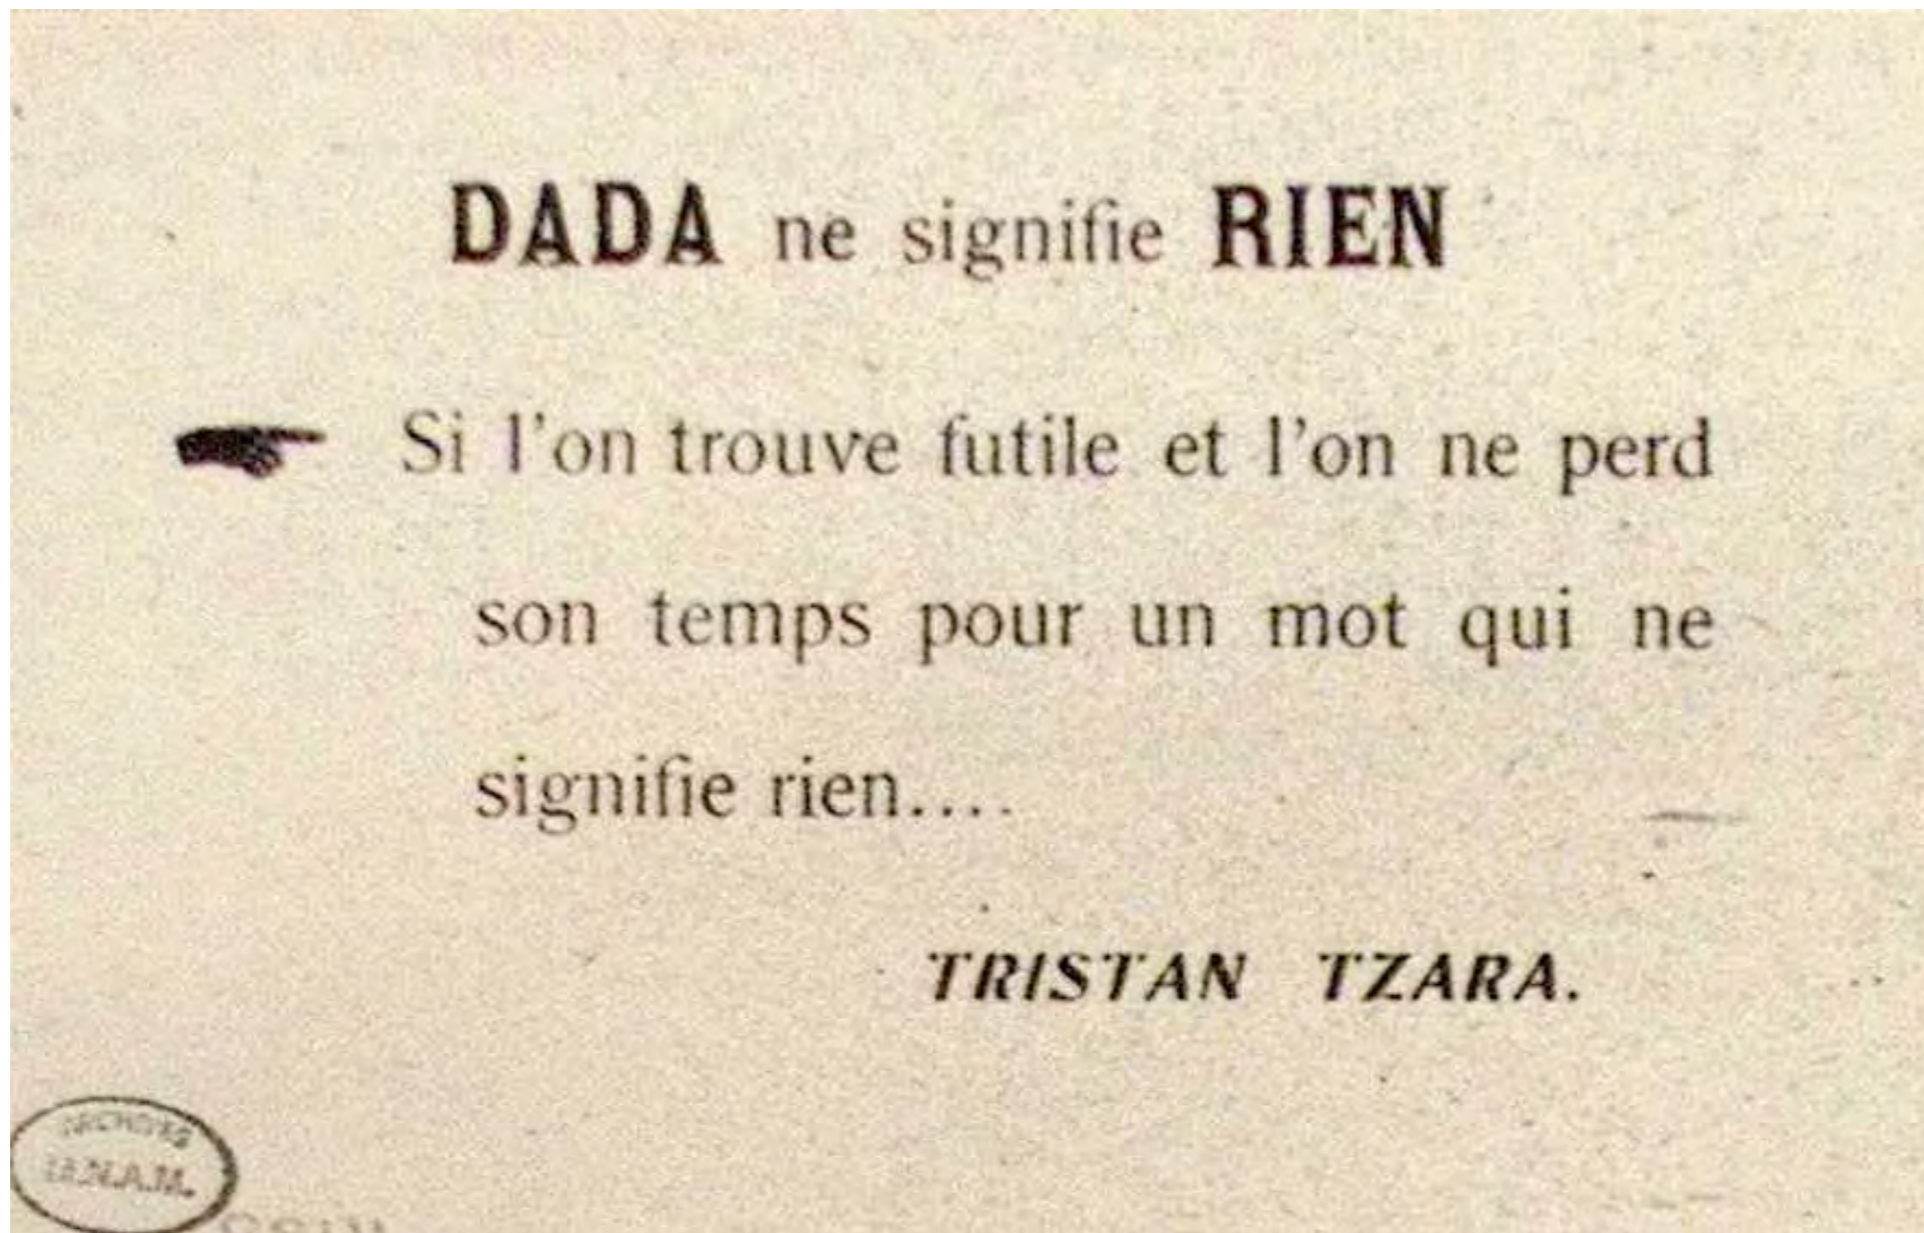 DADA ne signifie RIEN
Si l'on trouve futile et l'on ne perd
son temps pour un mot qui ne
signifie rien....
TRISTAN TZARA.
ARCHIVES
M.N.A.M.